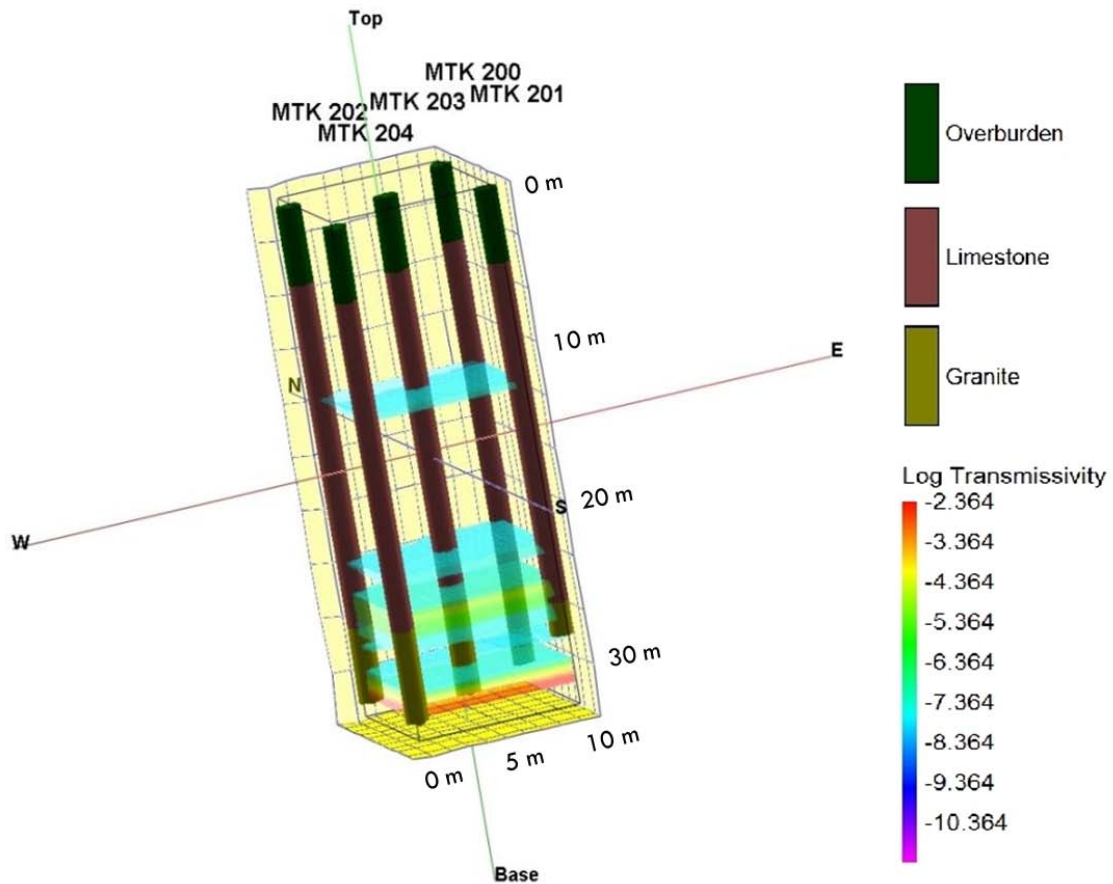 Top
MTK 200
MTK 203 MTK 201
MTK 202
MTK 204
0 m
10 m
E
N
20 m
S
W
30 m
10 m
5 m
0 m
Base
Overburden
Limestone
Granite
Log Transmissivity
-2.364
-3.364
-4.364
-5.364
-6.364
-7.364
-8.364
-9.364
-10.364